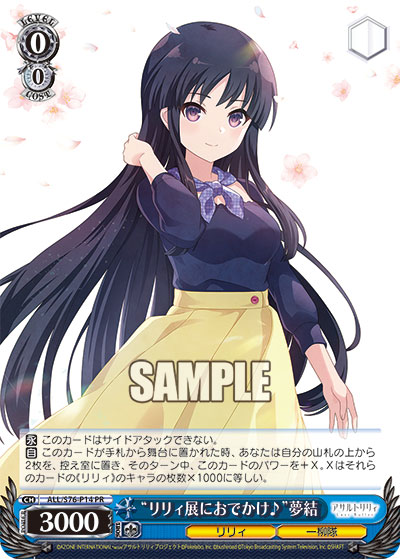 LEVEL
0
0
COST
SAMPLE
永 このカードはサイドアタックできない。
自 このカードが手札から舞台に置かれた時、あなたは自分の山札の上から
2枚を、控え室に置き、そのターン中、このカードのパワーを+X。Xはそれら
のカードの《リリィ》のキャラの枚数×1000に等しい。
CH ALL/S76-P14 PR
3000
“リリィ展におでかけ♪”夢結
アサルトリリィ
リリィ
一柳隊